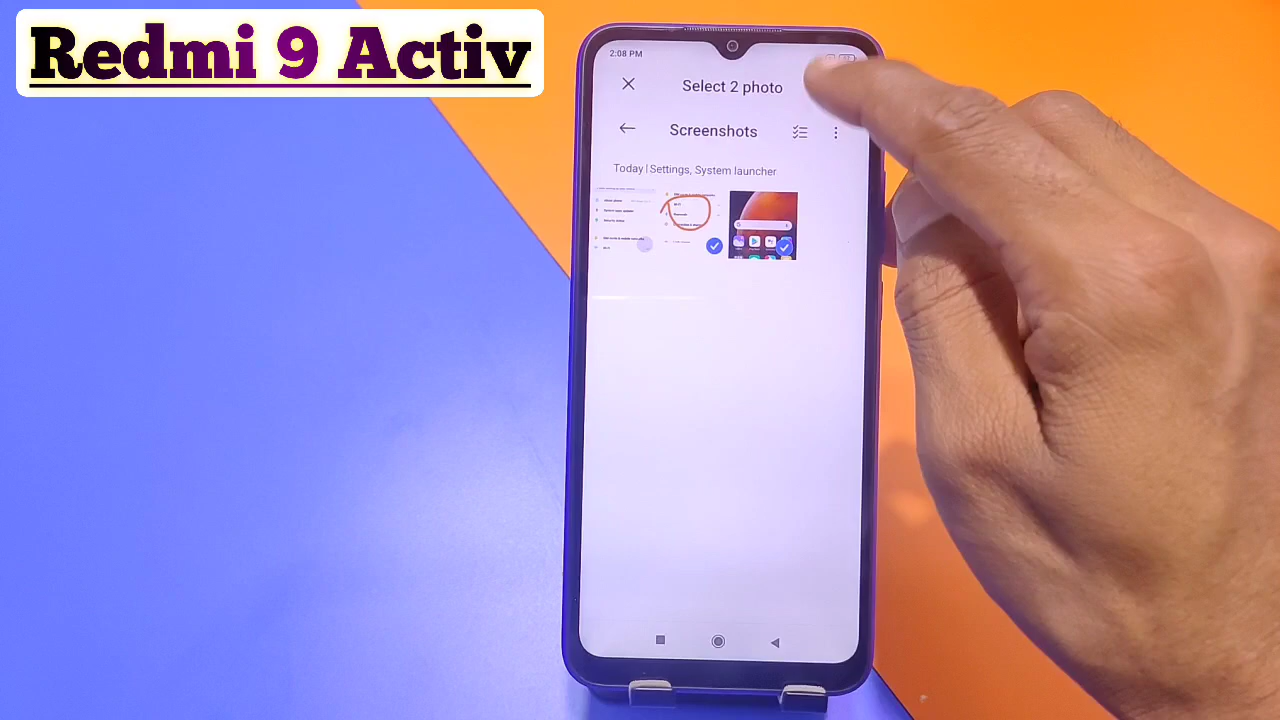 Redmi 9 Activ
2:08 PM
Select 2 photo
Screenshots
Today | Settings, System launcher